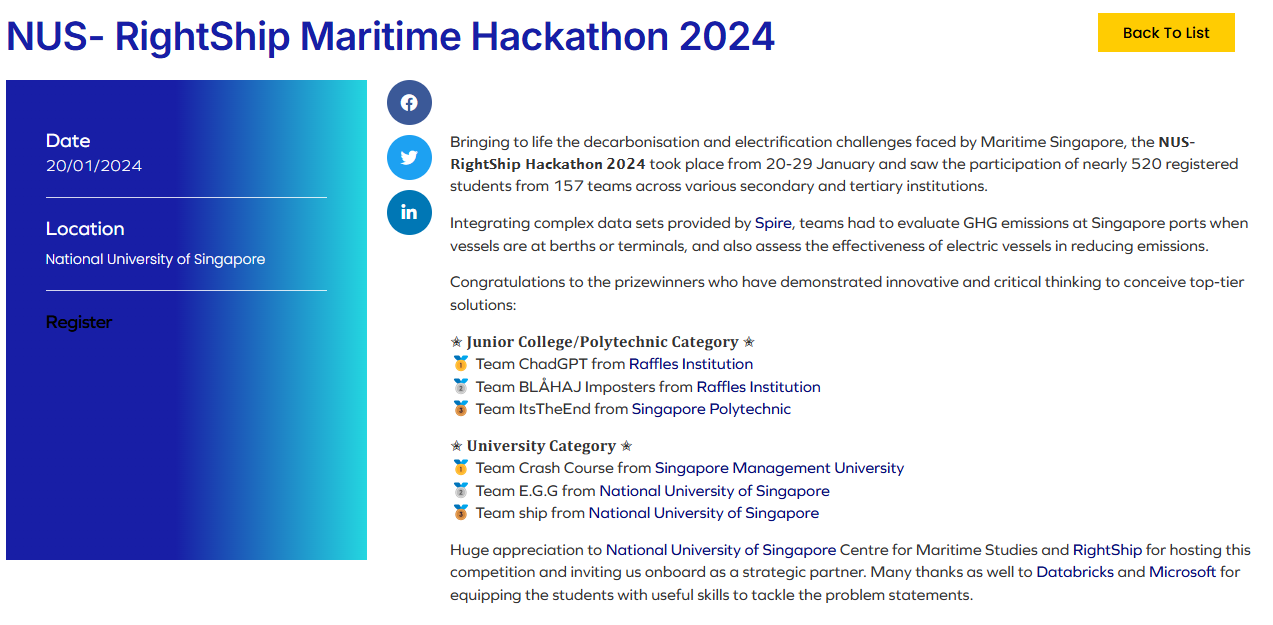 NUS- RightShip Maritime Hackathon 2024
Back To List
Date
20/01/2024
Location
National University of Singapore
Register
Bringing to life the decarbonisation and electrification challenges faced by Maritime Singapore, the NUS-
RightShip Hackathon 2024 took place from 20-29 January and saw the participation of nearly 520 registered
students from 157 teams across various secondary and tertiary institutions.
Integrating complex data sets provided by Spire, teams had to evaluate GHG emissions at Singapore ports when
vessels are at berths or terminals, and also assess the effectiveness of electric vessels in reducing emissions.
Congratulations to the prizewinners who have demonstrated innovative and critical thinking to conceive top-tier
solutions:
✯ Junior College/Polytechnic Category ✯
🥇 Team ChadGPT from Raffles Institution
🥈 Team BLÅHAJ Imposters from Raffles Institution
🥉 Team ItsTheEnd from Singapore Polytechnic
✯ University Category ✯
🥇 Team Crash Course from Singapore Management University
🥈 Team E.G.G from National University of Singapore
🥉 Team ship from National University of Singapore
Huge appreciation to National University of Singapore Centre for Maritime Studies and RightShip for hosting this
competition and inviting us onboard as a strategic partner. Many thanks as well to Databricks and Microsoft for
equipping the students with useful skills to tackle the problem statements.